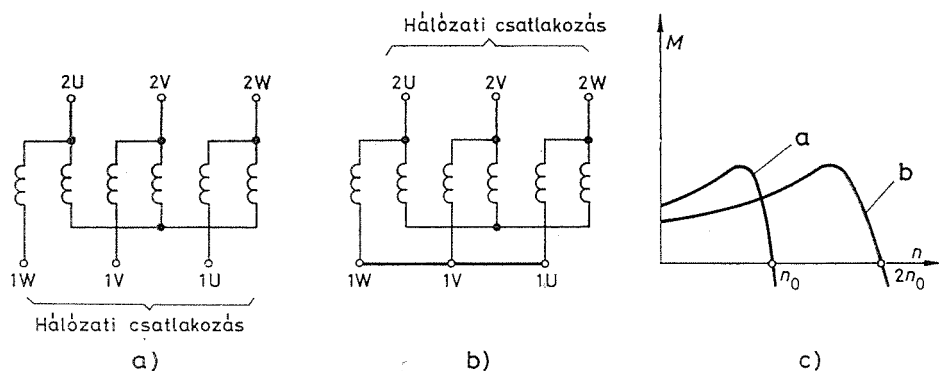 2U 2V 2W
1W 1V 1U
Hálózati csatlakozás
a)
Hálózati csatlakozás
2U 2V 2W
1W 1V 1U
b)
M
a
b
n
n₀ 2n₀
c)